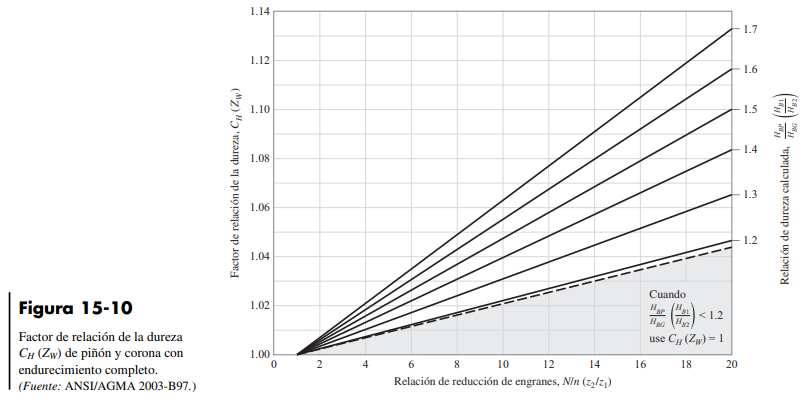 Figura 15-10
Factor de relación de la dureza
C_H (Z_W) de piñón y corona con
endurecimiento completo.
(Fuente: ANSI/AGMA 2003-B97.)
Factor de relación de la dureza, C_H (Z_W)
1.14
1.12
1.10
1.08
1.06
1.04
1.02
1.00
0 2 4 6 8 10 12 14 16 18 20
Relación de reducción de engranes, N/n (z_2/z_1)
1.7
1.6
1.5
1.4
1.3
1.2
Relación de dureza calculada, H_BP/H_BG (H_B1/H_B2)
Cuando
H_BP/H_BG (H_B1/H_B2) < 1.2
use C_H (Z_W) = 1